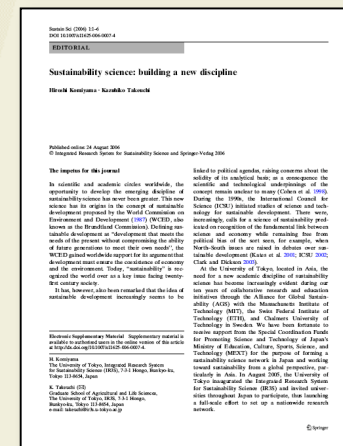 Sustain Sci (2006) 1:1–6
DOI 10.1007/s11625-006-0007-4
EDITORIAL
Sustainability science: building a new discipline
Hiroshi Komiyama · Kazuhiko Takeuchi
Published online 24 August 2006
© Integrated Research System for Sustainability Science and Springer-Verlag 2006
The impetus for this journal
In scientific and academic circles worldwide, the
opportunity to develop the emerging discipline of
sustainability science has never been greater. This new
science has its origins in the concept of sustainable
development proposed by the World Commission on
Environment and Development (1987) (WCED, also
known as the Brundtland Commission). Defining sus-
tainable development as “development that meets the
needs of the present without compromising the ability
of future generations to meet their own needs”, the
WCED gained worldwide support for its argument that
development must ensure the coexistence of economy
and the environment. Today, “sustainability” is rec-
ognized the world over as a key issue facing twenty-
first century society.
It has, however, also been remarked that the idea of
sustainable development increasingly seems to be
Electronic Supplementary Material Supplementary material is
available to authorised users in the online version of this article
at http://dx.doi.org/10.1007/s11625-006-0007-4.
H. Komiyama
The University of Tokyo, Integrated Research System
for Sustainability Science (IR3S), 7-3-1 Hongo, Bunkyo-ku,
Tokyo 113-8654, Japan
K. Takeuchi (✉)
Graduate School of Agricultural and Life Sciences,
The University of Tokyo, IR3S, 7-3-1 Hongo,
Bunkyo-ku, Tokyo 113-8654, Japan
e-mail: takeuchi@ir3s.u-tokyo.ac.jp
linked to political agendas, raising concerns about the
solidity of its analytical basis; as a consequence the
scientific and technological underpinnings of the
concept remain unclear to many (Cohen et al. 1998).
During the 1990s, the International Council for
Science (ICSU) initiated studies of science and tech-
nology for sustainable development. There were,
increasingly, calls for a science of sustainability pred-
icated on recognition of the fundamental link between
science and economy while remaining free from
political bias of the sort seen, for example, when
North–South issues are raised in debates over sus-
tainable development (Kates et al. 2001; ICSU 2002;
Clark and Dickson 2003).
At the University of Tokyo, located in Asia, the
need for a new academic discipline of sustainability
science has become increasingly evident during our
ten years of collaborative research and education
initiatives through the Alliance for Global Sustain-
ability (AGS) with the Massachusetts Institute of
Technology (MIT), the Swiss Federal Institute of
Technology (ETH), and Chalmers University of
Technology in Sweden. We have been fortunate to
receive support from the Special Coordination Funds
for Promoting Science and Technology of Japan’s
Ministry of Education, Culture, Sports, Science, and
Technology (MEXT) for the purpose of forming a
sustainability science network in Japan and working
toward sustainability from a global perspective, par-
ticularly in Asia. In August 2005, the University of
Tokyo inaugurated the Integrated Research System
for Sustainability Science (IR3S) and invited univer-
sities throughout Japan to participate, thus launching
a full-scale effort to set up a nationwide research
network.
Springer